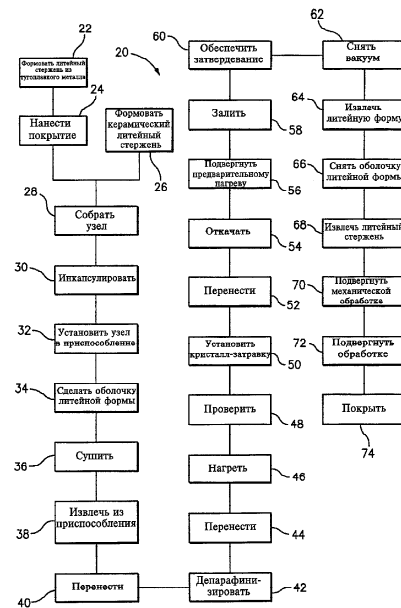 22
Формовать литейный
стержень из
тугоплавкого металла
24
Нанести
покрытие
20
Формовать
керамический
литейный
стержень
26
28
Собрать
узел
30
Инкапсулировать
32
Установить узел
в приспособление
34
Сделать оболочку
литейной формы
36
Сушить
38
Извлечь из
приспособления
40
Перенести
42
Депарафини-
зировать
44
Перенести
46
Нагреть
48
Проверить
50
Установить
кристалл-затравку
52
Перенести
54
Откачать
56
Подвергнуть
предварительному
нагреву
58
Залить
60
Обеспечить
затвердевание
62
Снять
вакуум
64
Извлечь
литейную форму
66
Снять оболочку
литейной формы
68
Извлечь литейный
стержень
70
Подвергнуть
механической
обработке
72
Подвергнуть
обработке
Покрыть
74